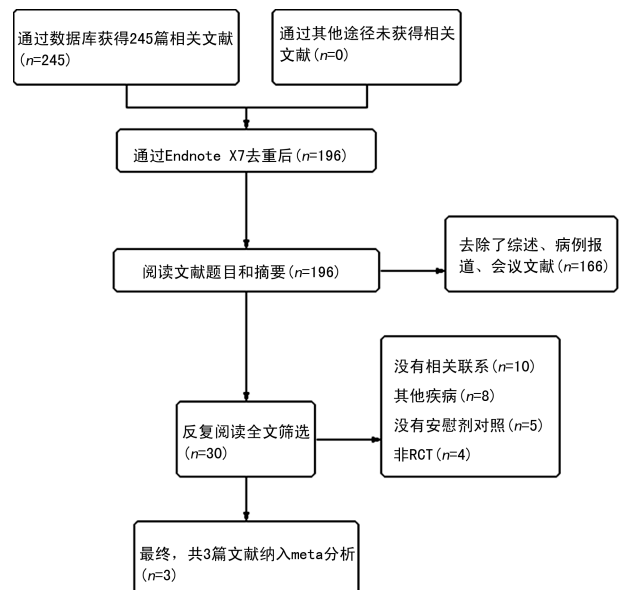 通过数据库获得245篇相关文献
(n=245)
通过其他途径未获得相关
文献(n=0)
通过Endnote X7去重后(n=196)
阅读文献题目和摘要(n=196)
去除了综述、病例报
道、会议文献(n=166)
没有相关联系(n=10)
其他疾病(n=8)
没有安慰剂对照(n=5)
非RCT(n=4)
反复阅读全文筛选
(n=30)
最终，共3篇文献纳入meta分析
(n=3)